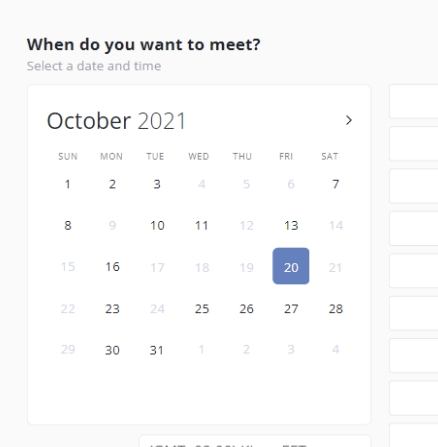 When do you want to meet?
Select a date and time
October 2021
SUN MON TUE WED THU FRI SAT
1 2 3 4 5 6 7
8 9 10 11 12 13 14
15 16 17 18 19 20 21
22 23 24 25 26 27 28
29 30 31 1 2 3 4